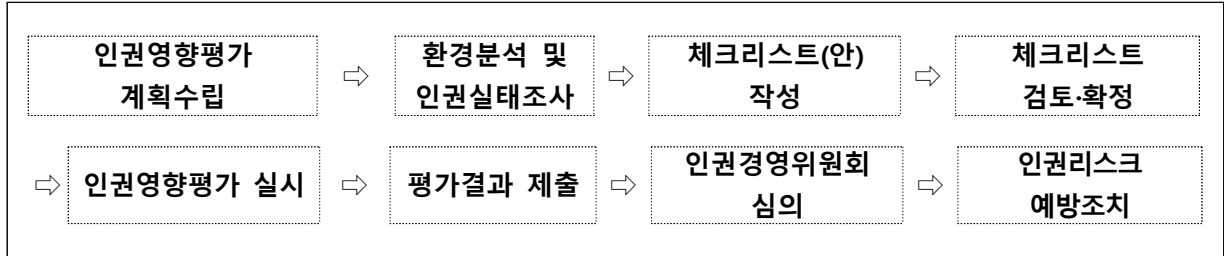 인권영향평가
계획수립
⇨
환경분석 및
인권실태조사
⇨
체크리스트(안)
작성
⇨
체크리스트
검토·확정
⇨
인권영향평가 실시
⇨
평가결과 제출
⇨
인권경영위원회
심의
⇨
인권리스크
예방조치